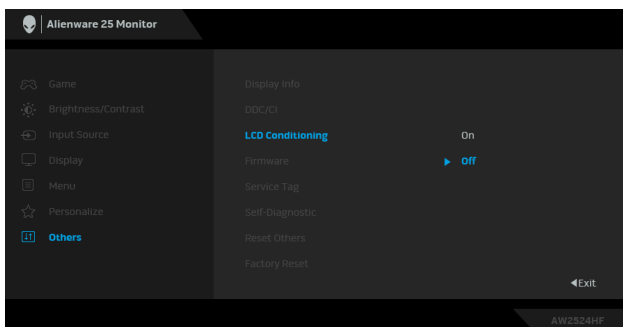 Alienware 25 Monitor
Game
Display Info
Brightness/Contrast
DDC/CI
Input Source
LCD Conditioning
On
Display
Firmware
Off
Menu
Service Tag
Personalize
Self-Diagnostic
Others
Reset Others
Factory Reset
Exit
AW2524HF